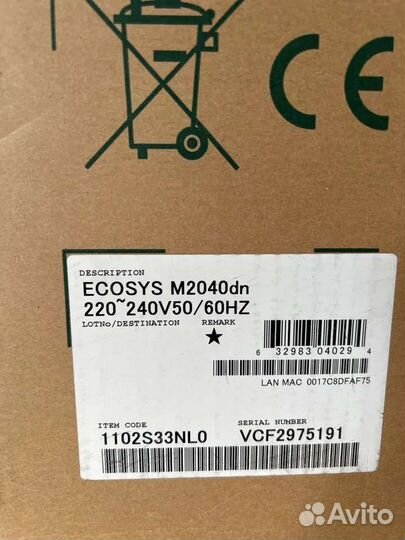 CE
DESCRIPTION
ECOSYS M2040dn
220~240V50/60HZ
LOTNo/DESTINATION REMARK
★
6 32983 04029 4
LAN MAC 0017C8DFAF75
ITEM CODE SERIAL NUMBER
1102S33NL0 VCF2975191
Avito